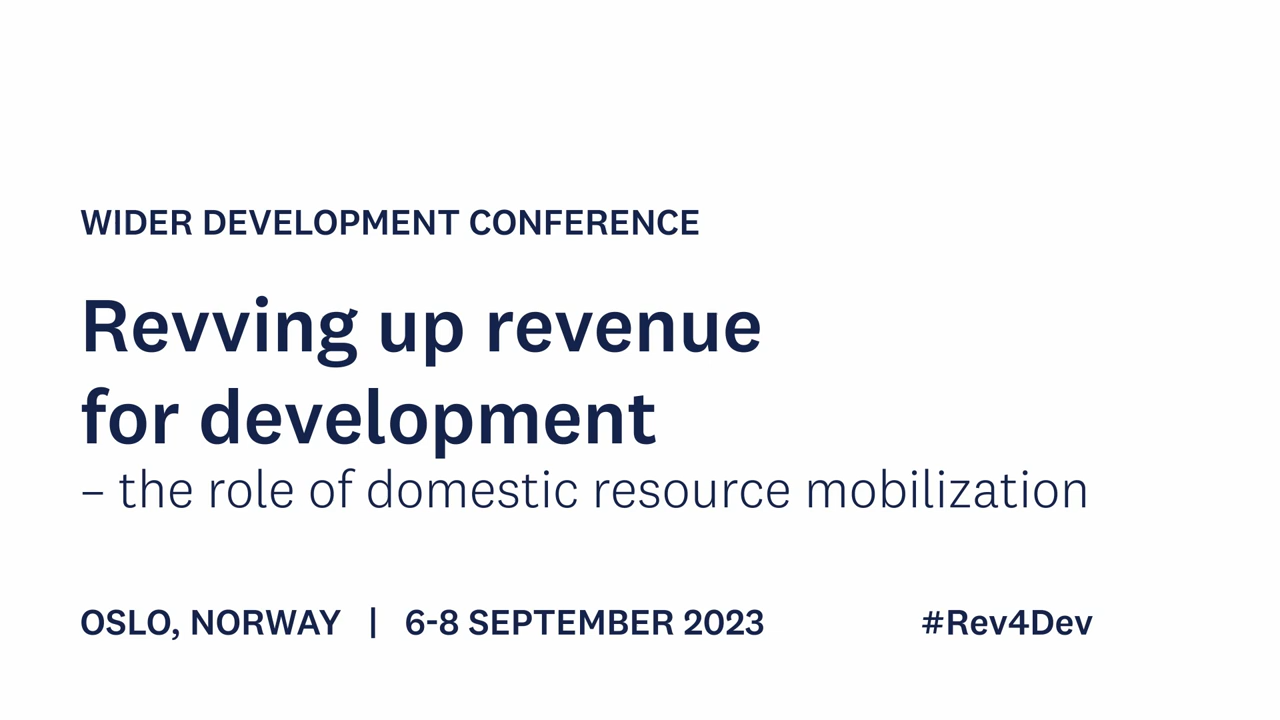 WIDER DEVELOPMENT CONFERENCE
Revving up revenue
for development
– the role of domestic resource mobilization
OSLO, NORWAY | 6-8 SEPTEMBER 2023 #Rev4Dev